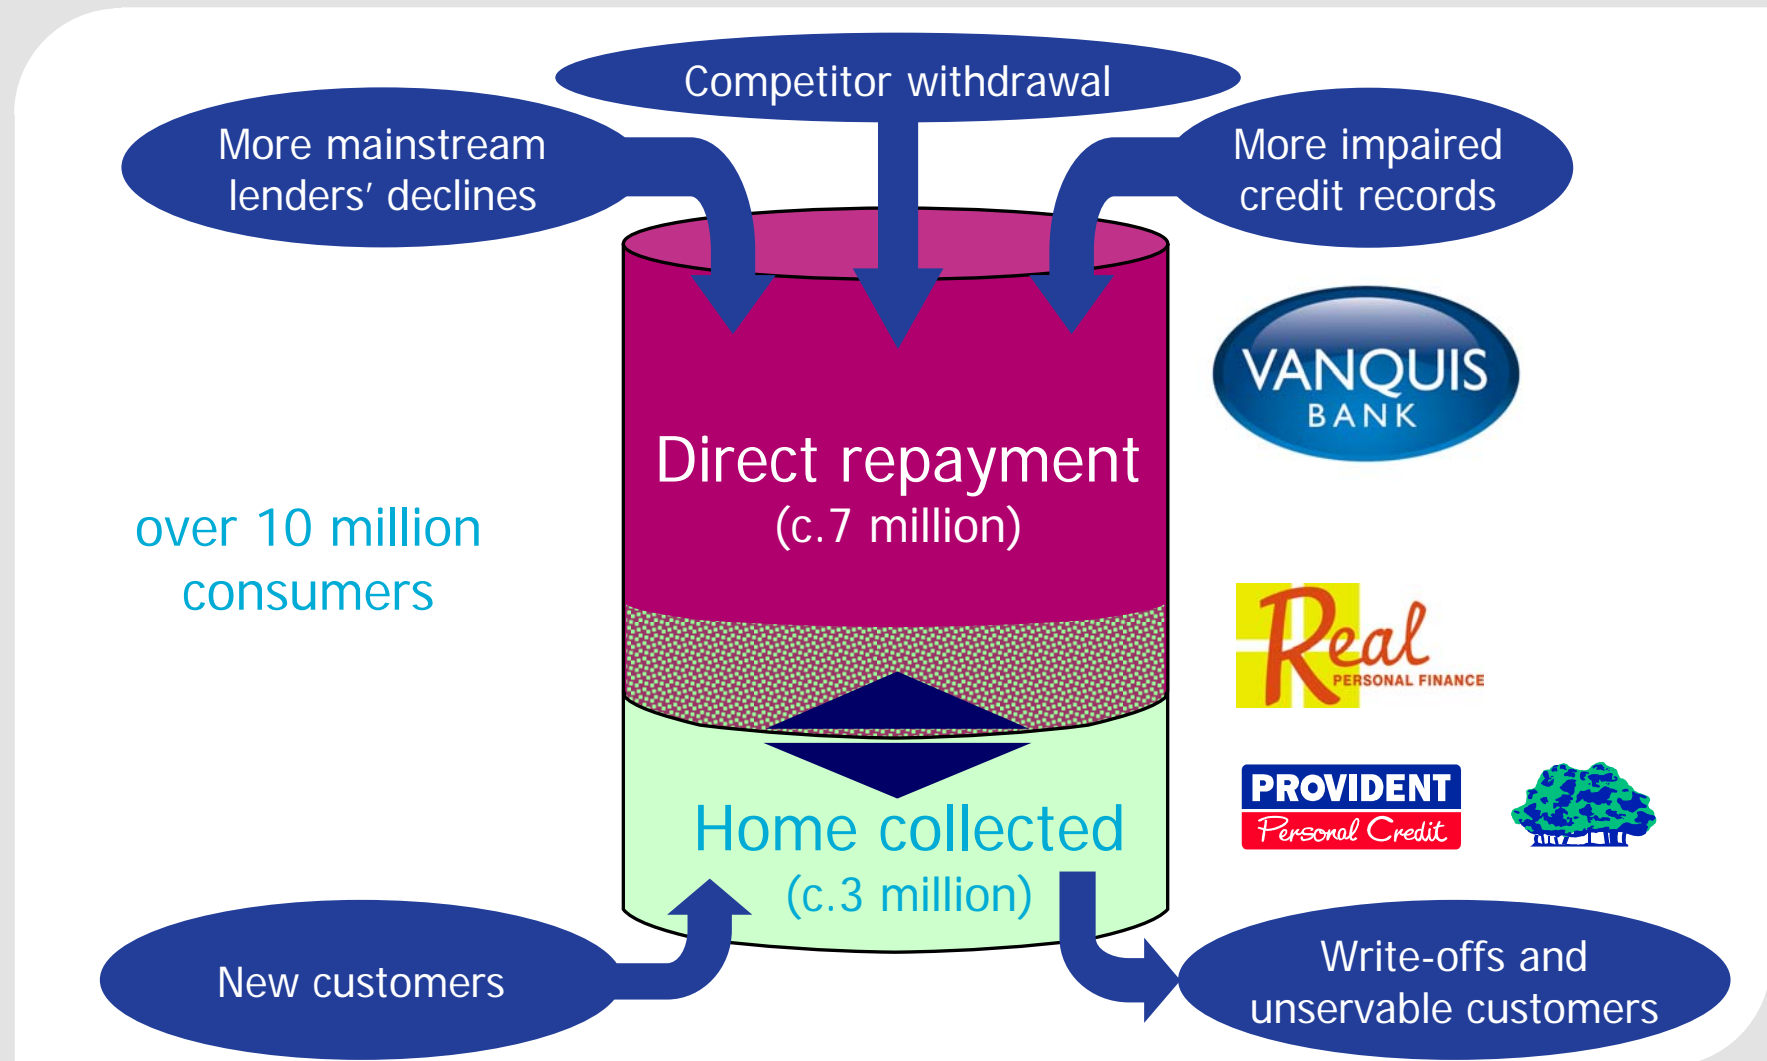 Competitor withdrawal
More mainstream
lenders’ declines
More impaired
credit records
VANQUIS
BANK
Direct repayment
(c.7 million)
over 10 million
consumers
Real
PERSONAL FINANCE
PROVIDENT
Personal Credit
Home collected
(c.3 million)
New customers
Write-offs and
unservable customers